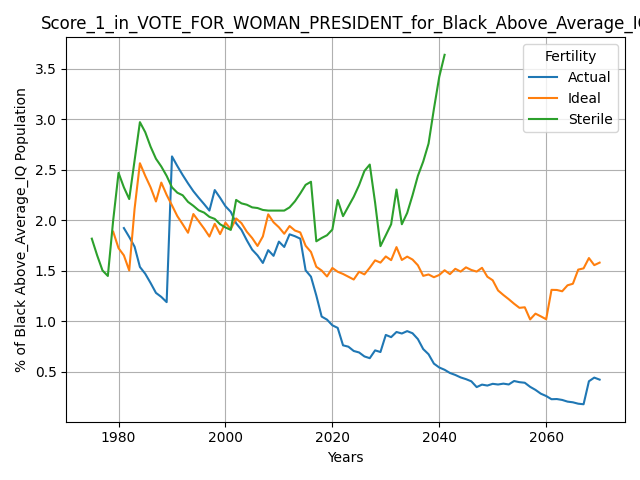 Score_1_in_VOTE_FOR_WOMAN_PRESIDENT_for_Black_Above_Average_IQ
% of Black Above_Average_IQ Population
3.5
3.0
2.5
2.0
1.5
1.0
0.5
Fertility
Actual
Ideal
Sterile
1980 2000 2020 2040 2060
Years